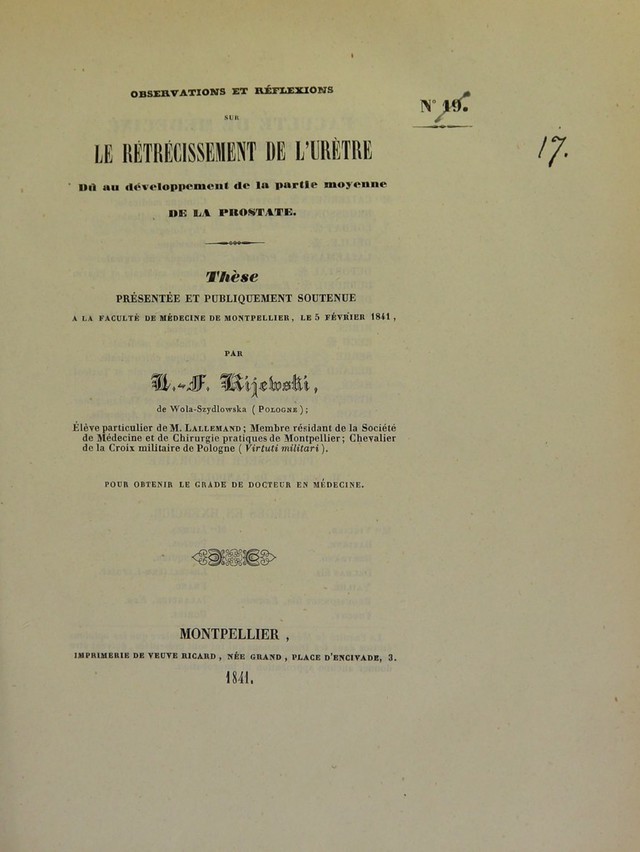 OBSERVATIONS ET RÉFLEXIONS
SUR
LE RÉTRÉCISSEMENT DE L'URÈTRE
Dû au développement de la partie moyenne
DE LA PROSTATE.
N° 19.
17.
Thèse
PRÉSENTÉE ET PUBLIQUEMENT SOUTENUE
A LA FACULTÉ DE MÉDECINE DE MONTPELLIER, LE 5 FÉVRIER 1841,
PAR
Kijewski,
de Wola-Szydlowska (POLOGNE);
Élève particulier de M. LALLEMAND; Membre résidant de la Société
de Médecine et de Chirurgie pratiques de Montpellier; Chevalier
de la Croix militaire de Pologne (Virtuti militari).
POUR OBTENIR LE GRADE DE DOCTEUR EN MÉDECINE.
MONTPELLIER,
IMPRIMERIE DE VEUVE RICARD, NÉE GRAND, PLACE D'ENCIVADE, 3.
1841.